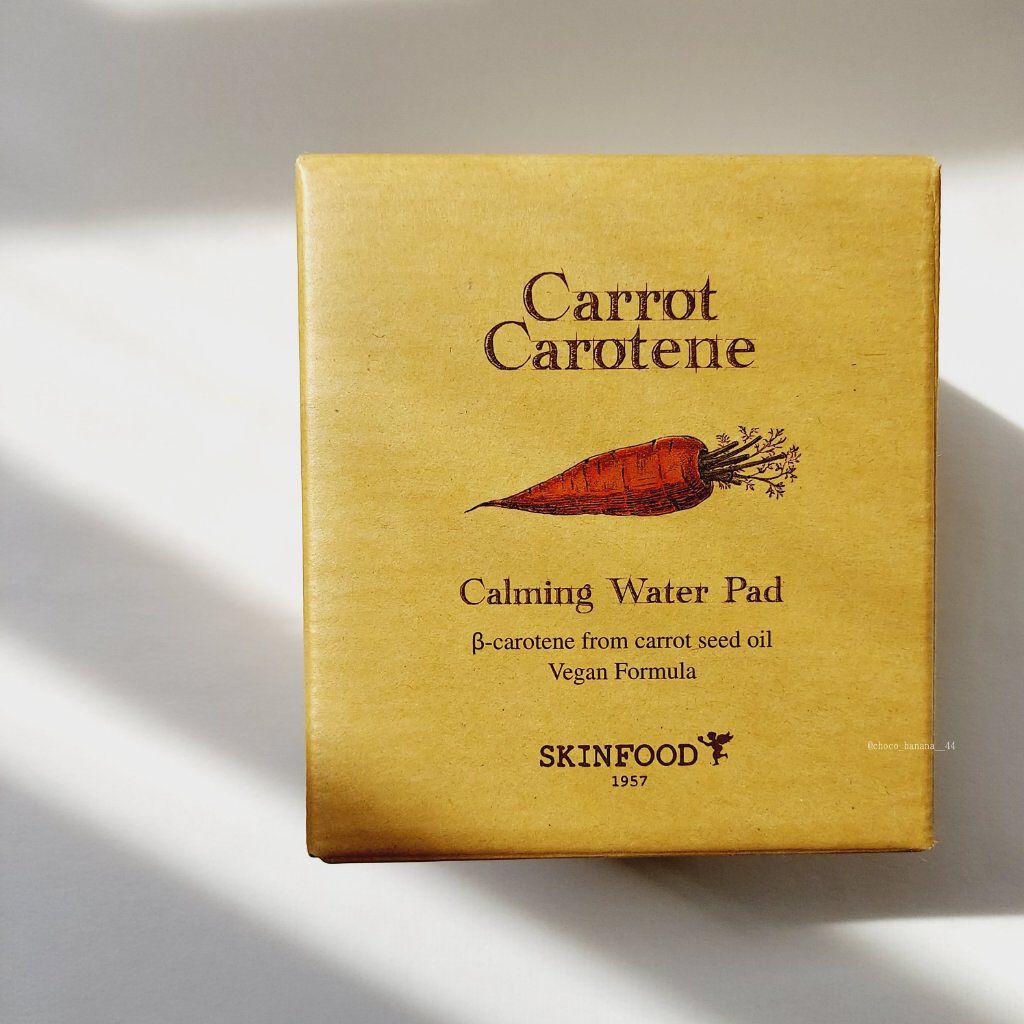 Carrot
Carotene
Calming Water Pad
β-carotene from carrot seed oil
Vegan Formula
@choco_banana__44
SKINFOOD
1957